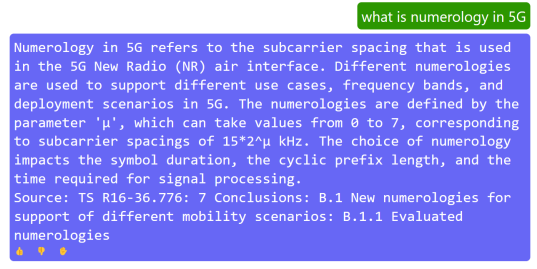 what is numerology in 5G
Numerology in 5G refers to the subcarrier spacing that is used
in the 5G New Radio (NR) air interface. Different numerologies
are used to support different use cases, frequency bands, and
deployment scenarios in 5G. The numerologies are defined by the
parameter 'μ', which can take values from 0 to 7, corresponding
to subcarrier spacings of 15*2^μ kHz. The choice of numerology
impacts the symbol duration, the cyclic prefix length, and the
time required for signal processing.
Source: TS R16-36.776: 7 Conclusions: B.1 New numerologies for
support of different mobility scenarios: B.1.1 Evaluated
numerologies